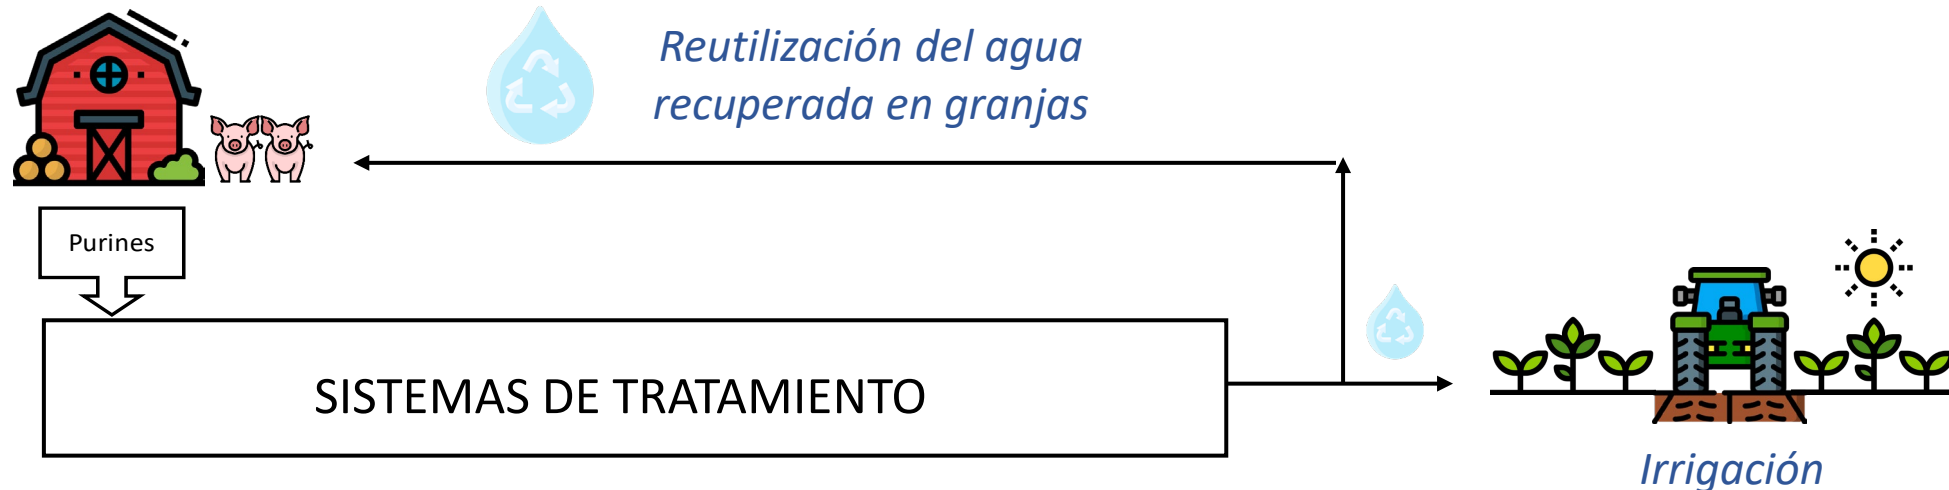 Reutilización del agua
recuperada en granjas
Purines
SISTEMAS DE TRATAMIENTO
Irrigación